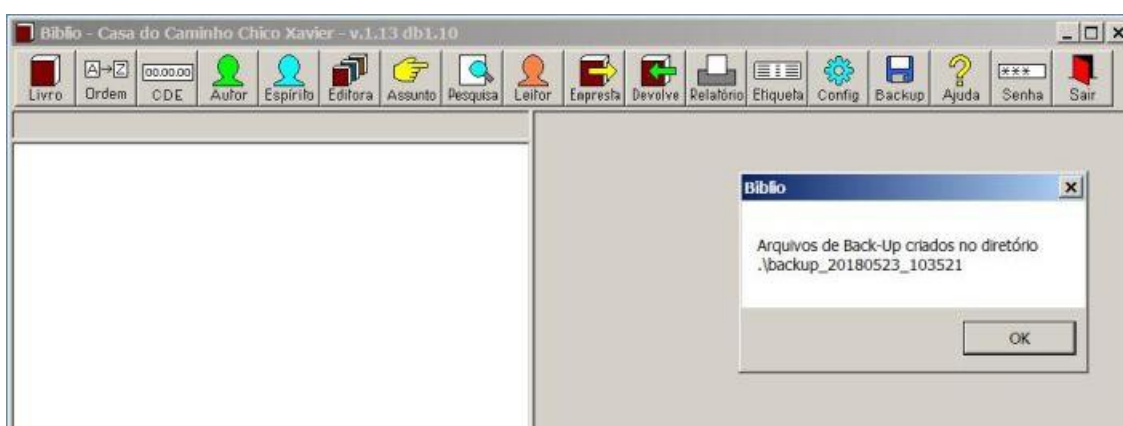 Biblio - Casa do Caminho Chico Xavier - v.1.13 db1.10
A→Z 00.00.00 ***
Livro Ordem CDE Autor Espírito Editora Assunto Pesquisa Leitor Empresta Devolve Relatório Etiqueta Config Backup Ajuda Senha Sair
Biblio
Arquivos de Back-Up criados no diretório
.\backup_20180523_103521
OK